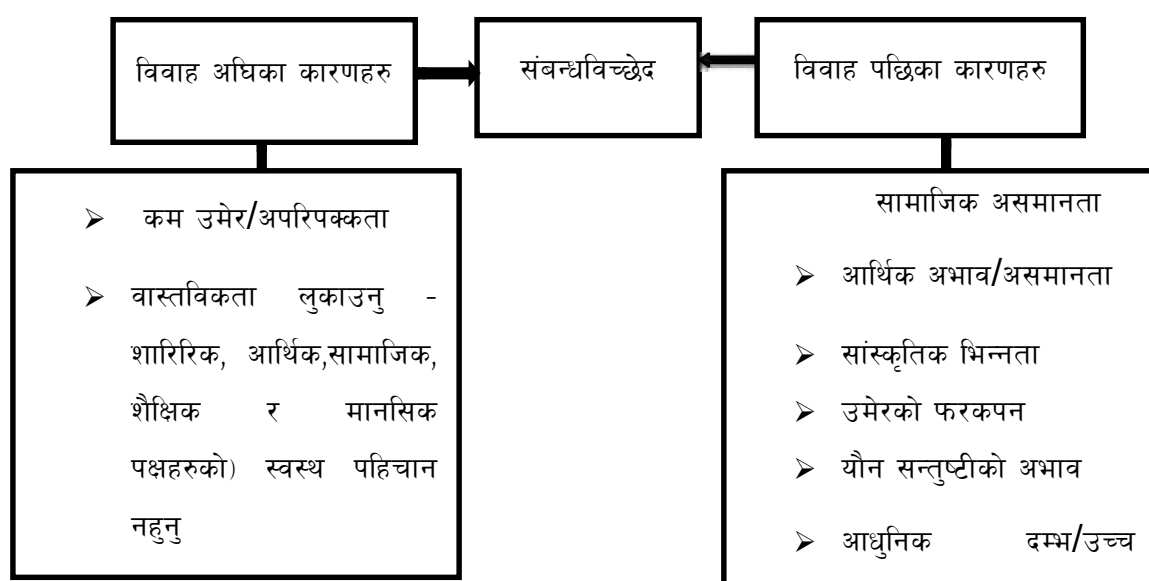 विवाह अघिका कारणहरु
संबन्धविच्छेद
विवाह पछिका कारणहरु
➢ कम उमेर/अपरिपक्कता
➢ वास्तविकता लुकाउनु -
शारिरिक, आर्थिक,सामाजिक,
शैक्षिक र मानसिक
पक्षहरुको) स्वस्थ पहिचान
नहुनु
सामाजिक असमानता
➢ आर्थिक अभाव/असमानता
➢ सांस्कृतिक भिन्नता
➢ उमेरको फरकपन
➢ यौन सन्तुष्टीको अभाव
➢ आधुनिक दम्भ/उच्च